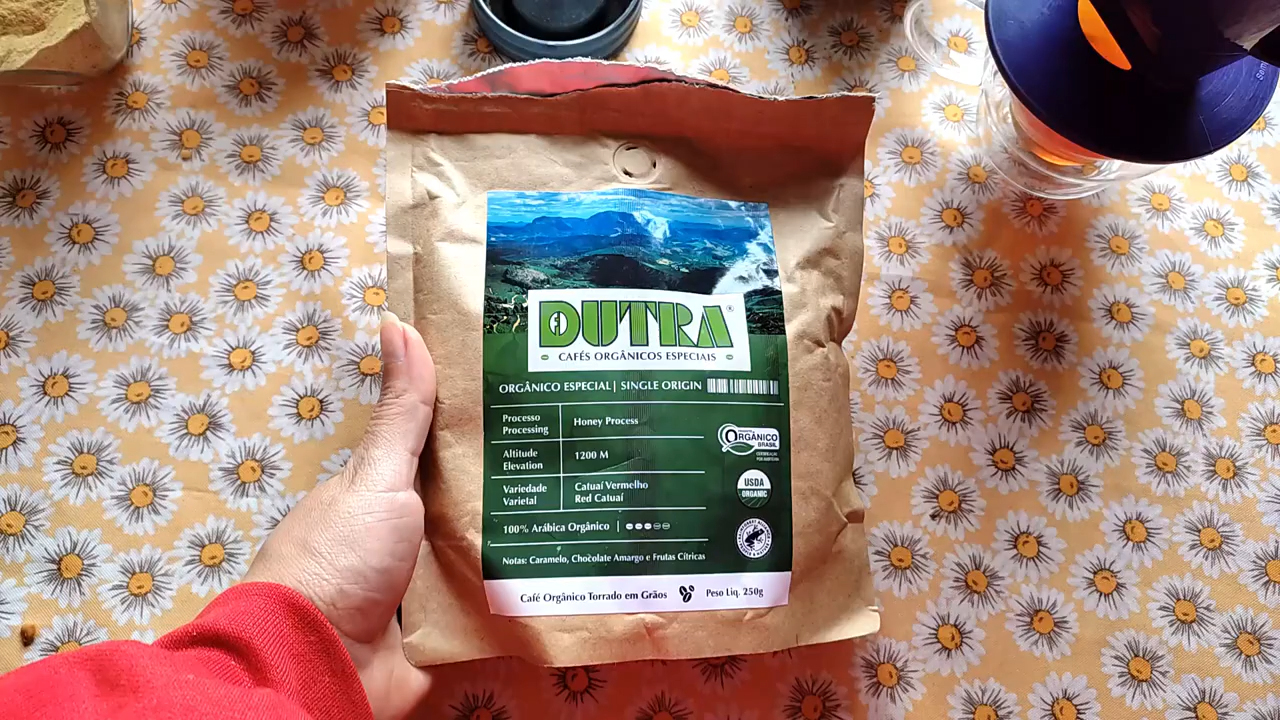 DUTRA®
CAFÉS ORGÂNICOS ESPECIAIS
ORGÂNICO ESPECIAL | SINGLE ORIGIN
Processo
Processing
Honey Process
Altitude
Elevation
1200 M
Variedade
Varietal
Catuaí Vermelho
Red Catuaí
100% Arábica Orgânico |
Notas: Caramelo, Chocolate Amargo e Frutas Cítricas
ORGÂNICO
BRASIL
USDA
ORGANIC
Café Orgânico Torrado em Grãos
Peso Liq. 250g